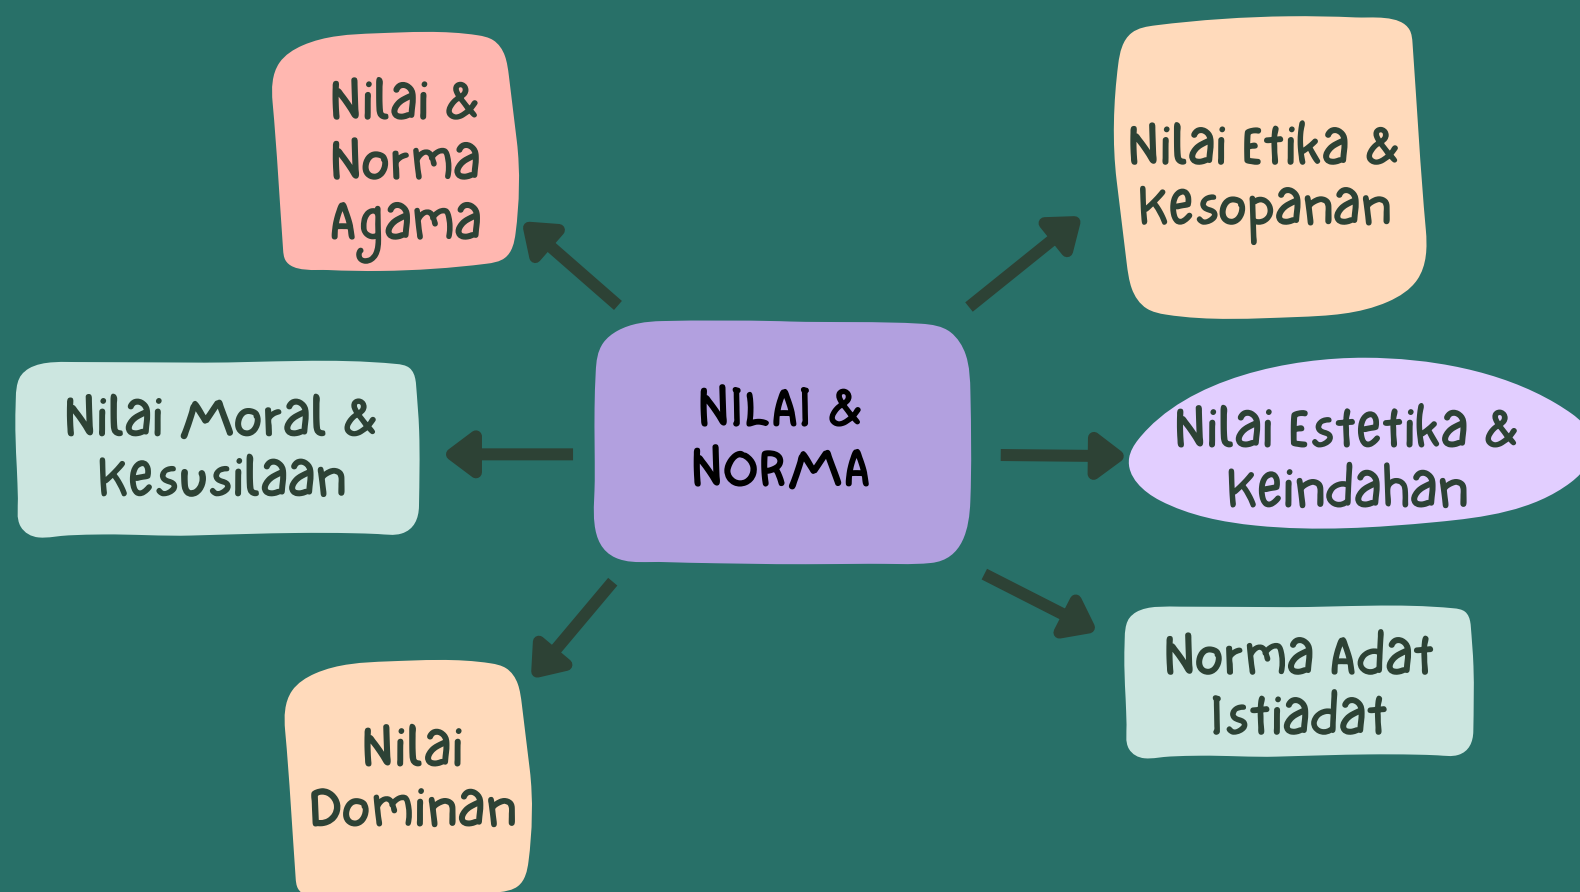 Nilai &
Norma
Agama
Nilai Etika &
Kesopanan
NILAI &
NORMA
Nilai Moral &
Kesusilaan
Nilai Estetika &
Keindahan
Norma Adat
Istiadat
Nilai
Dominan